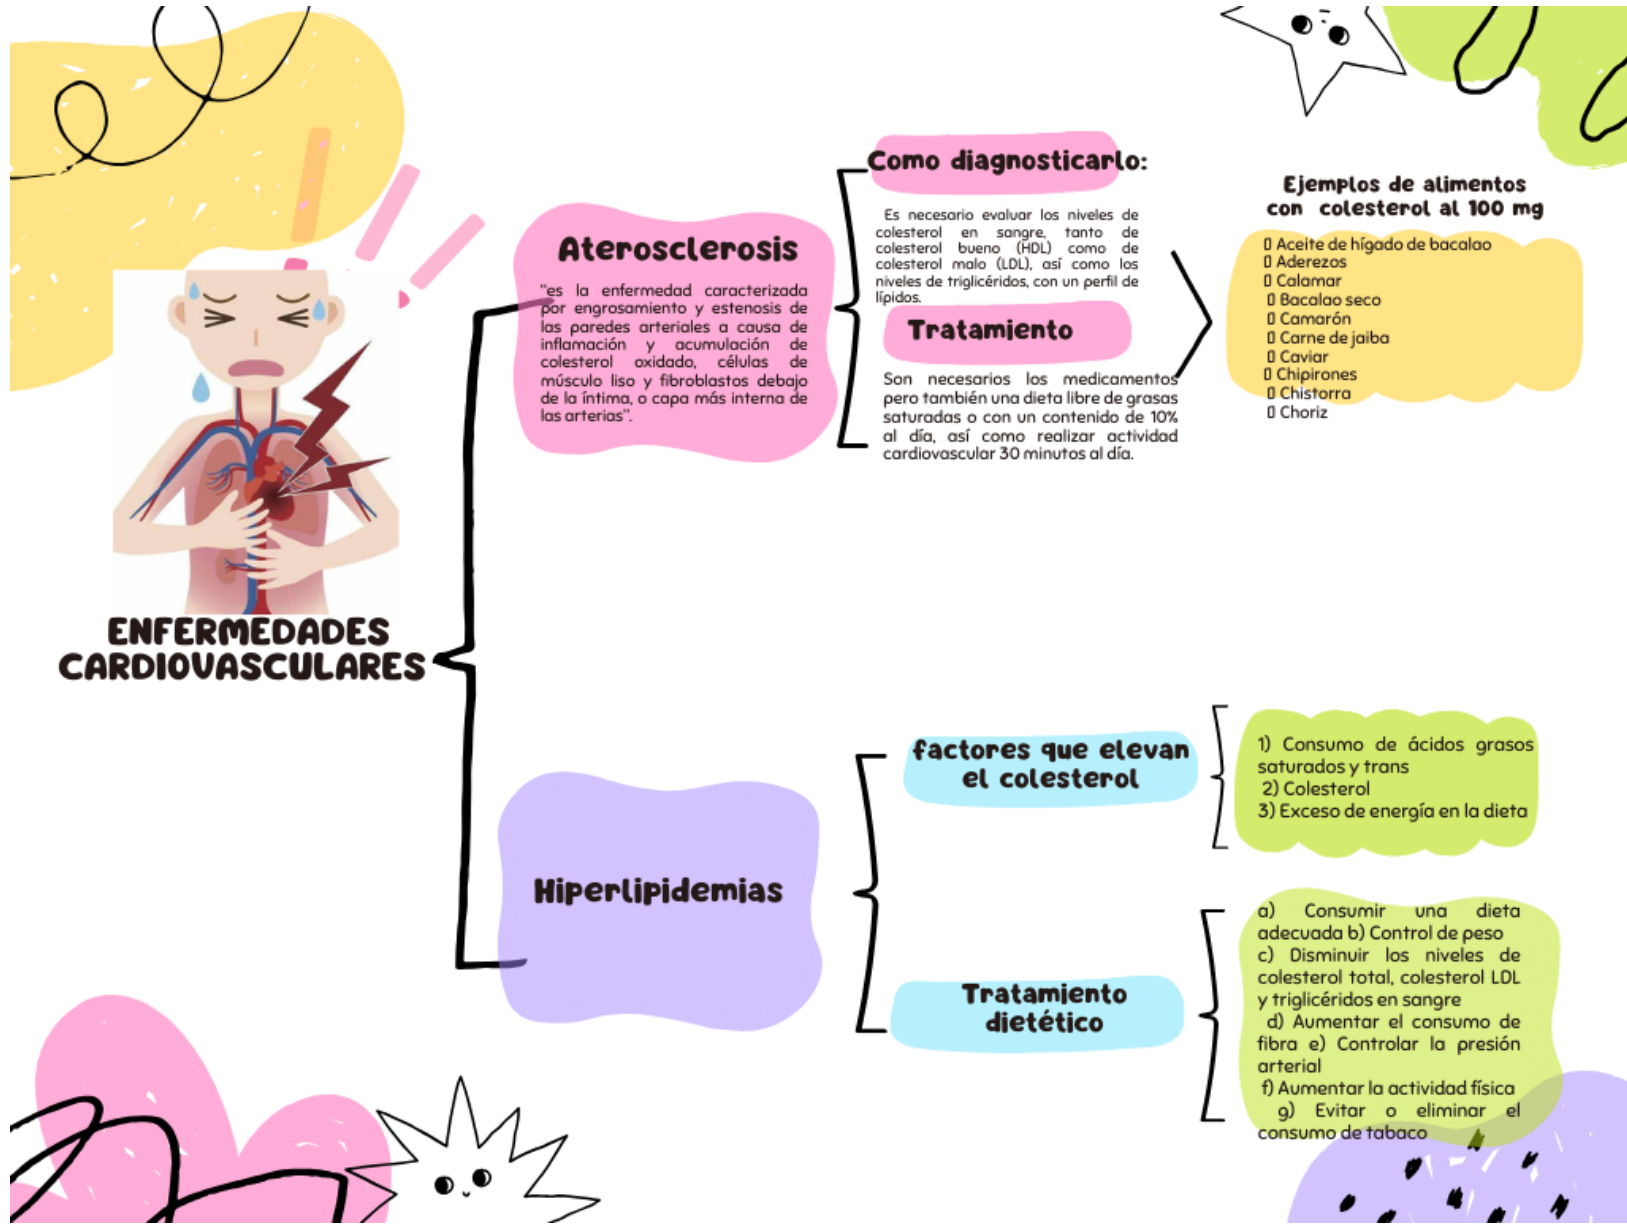 ENFERMEDADES
CARDIOVASCULARES
Aterosclerosis
"es la enfermedad caracterizada
por engrosamiento y estenosis de
las paredes arteriales a causa de
inflamación y acumulación de
colesterol oxidado, células de
músculo liso y fibroblastos debajo
de la íntima, o capa más interna de
las arterias".
Como diagnosticarlo:
Es necesario evaluar los niveles de
colesterol en sangre, tanto de
colesterol bueno (HDL) como de
colesterol malo (LDL), así como los
niveles de triglicéridos, con un perfil de
lípidos.
Tratamiento
Son necesarios los medicamentos
pero también una dieta libre de grasas
saturadas o con un contenido de 10%
al día, así como realizar actividad
cardiovascular 30 minutos al día.
Ejemplos de alimentos
con colesterol al 100 mg
▯ Aceite de hígado de bacalao
▯ Aderezos
▯ Calamar
▯ Bacalao seco
▯ Camarón
▯ Carne de jaiba
▯ Caviar
▯ Chipirones
▯ Chistorra
▯ Choriz
Hiperlipidemias
factores que elevan
el colesterol
1) Consumo de ácidos grasos
saturados y trans
2) Colesterol
3) Exceso de energía en la dieta
Tratamiento
dietético
a) Consumir una dieta
adecuada b) Control de peso
c) Disminuir los niveles de
colesterol total, colesterol LDL
y triglicéridos en sangre
d) Aumentar el consumo de
fibra e) Controlar la presión
arterial
f) Aumentar la actividad física
g) Evitar o eliminar el
consumo de tabaco